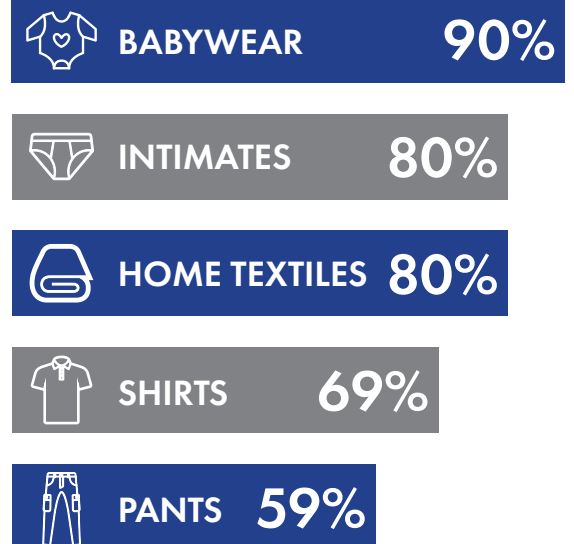 BABYWEAR 90%
INTIMATES 80%
HOME TEXTILES 80%
SHIRTS 69%
PANTS 59%